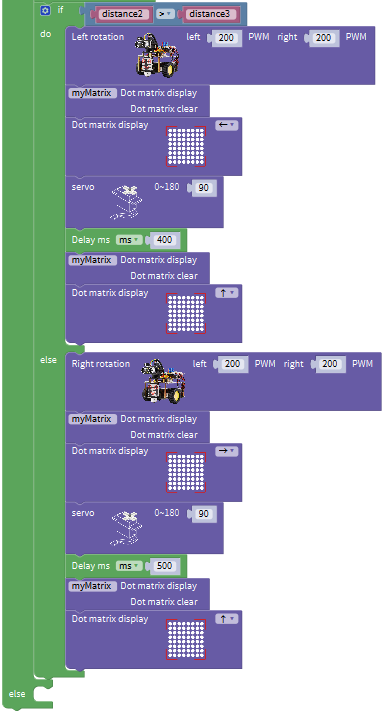 if distance2 > distance3
do Left rotation left 200 PWM right 200 PWM
myMatrix Dot matrix display
Dot matrix clear
Dot matrix display ←
servo 0~180 90
Delay ms ms 400
myMatrix Dot matrix display
Dot matrix clear
Dot matrix display ↑
else Right rotation left 200 PWM right 200 PWM
myMatrix Dot matrix display
Dot matrix clear
Dot matrix display →
servo 0~180 90
Delay ms ms 500
myMatrix Dot matrix display
Dot matrix clear
Dot matrix display ↑
else